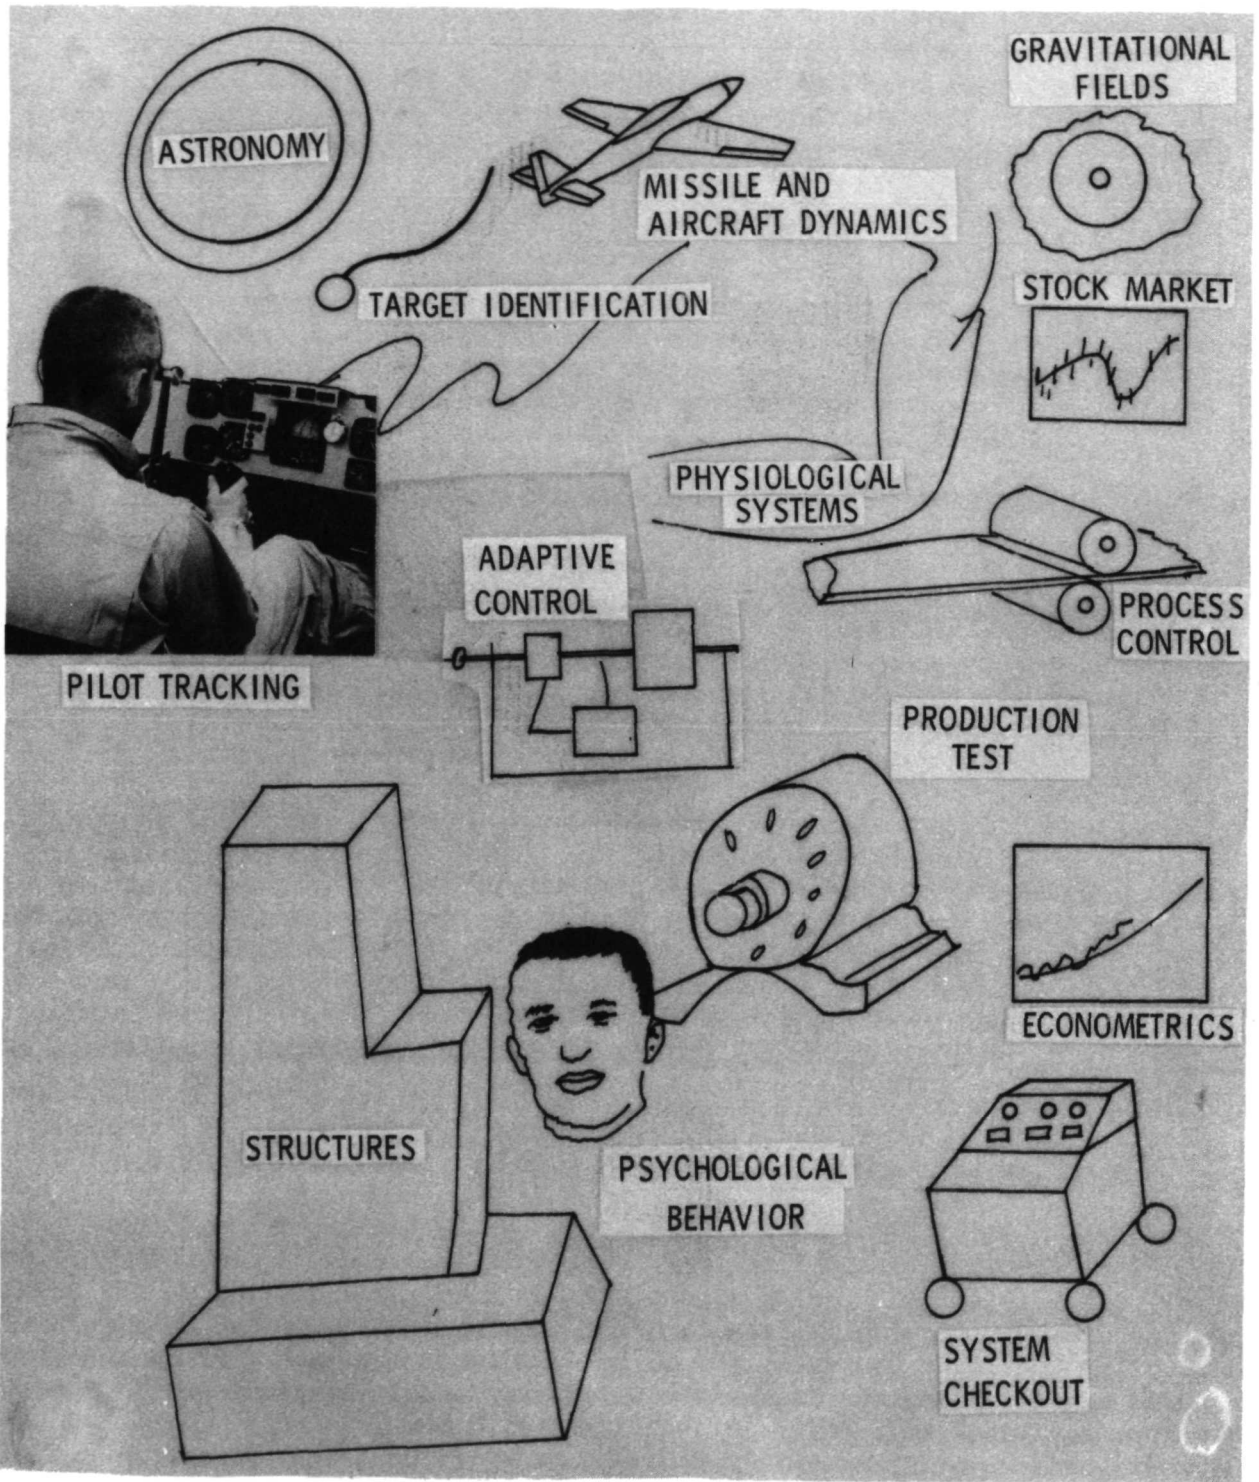 GRAVITATIONAL
FIELDS
ASTRONOMY
MISSILE AND
AIRCRAFT DYNAMICS
TARGET IDENTIFICATION
STOCK MARKET
PHYSIOLOGICAL
SYSTEMS
ADAPTIVE
CONTROL
PROCESS
CONTROL
PILOT TRACKING
PRODUCTION
TEST
ECONOMETRICS
STRUCTURES
PSYCHOLOGICAL
BEHAVIOR
SYSTEM
CHECKOUT